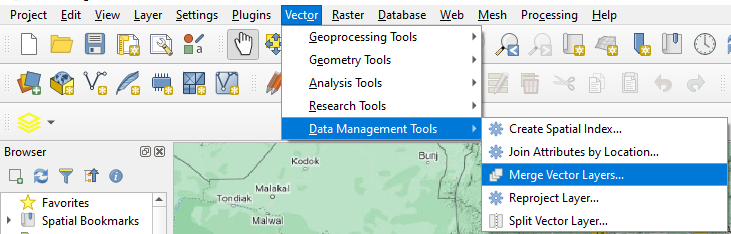 Project Edit View Layer Settings Plugins Vector Raster Database Web Mesh Processing Help
Geoprocessing Tools
Geometry Tools
Analysis Tools
Research Tools
Data Management Tools
Create Spatial Index...
Join Attributes by Location...
Merge Vector Layers...
Reproject Layer...
Split Vector Layer...
Browser
Favorites
Spatial Bookmarks
Kodok
Bunj
Malakal
Tondiak
Malwal